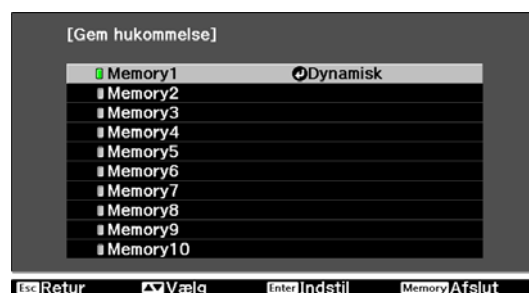 [Gem hukommelse]
Memory1 Dynamisk
Memory2
Memory3
Memory4
Memory5
Memory6
Memory7
Memory8
Memory9
Memory10
Esc Retur Vælg Enter Indstil Memory Afslut